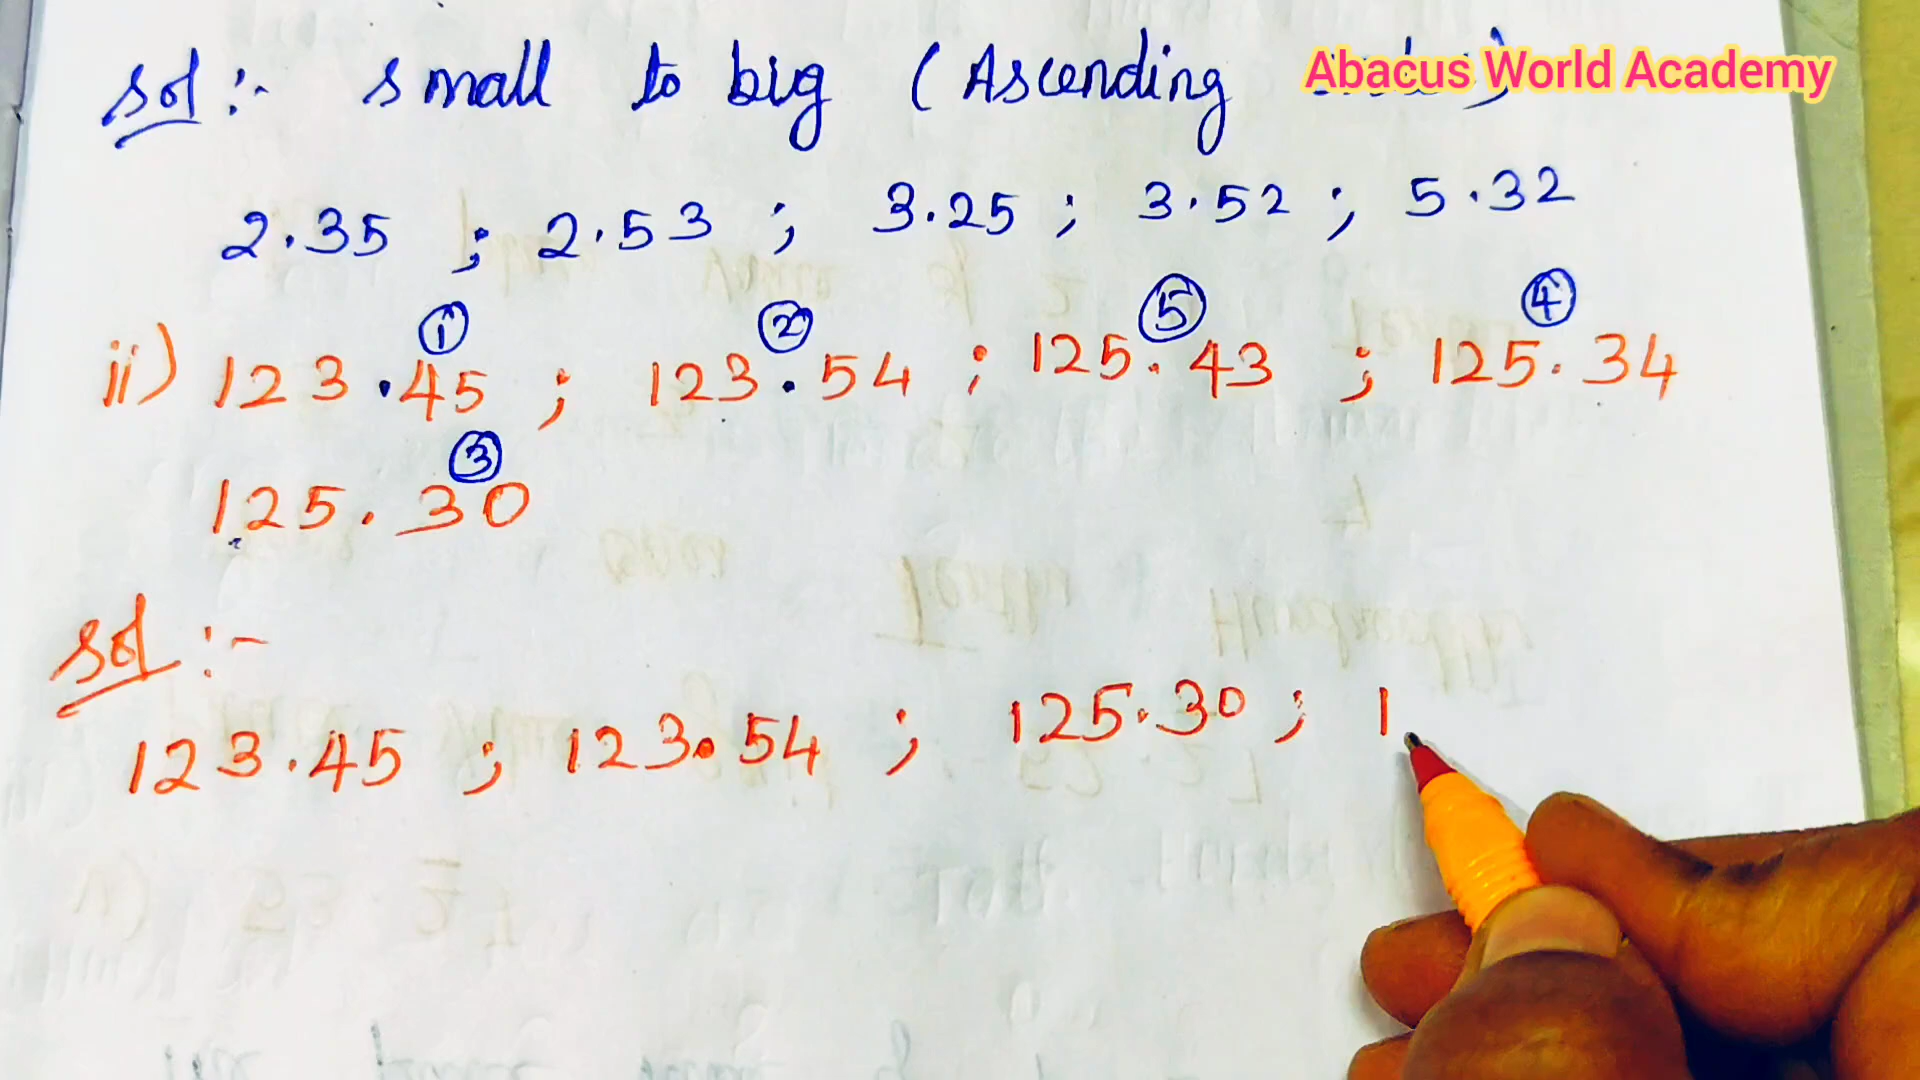 Sol :- small to big (Ascending
Abacus World Academy
2.35 ; 2.53 ; 3.25 ; 3.52 ; 5.32
1 2 5 4
ii) 123.45 ; 123.54 ; 125.43 ; 125.34
3
125.30
Sol :-
123.45 ; 123.54 ; 125.30 ; 1